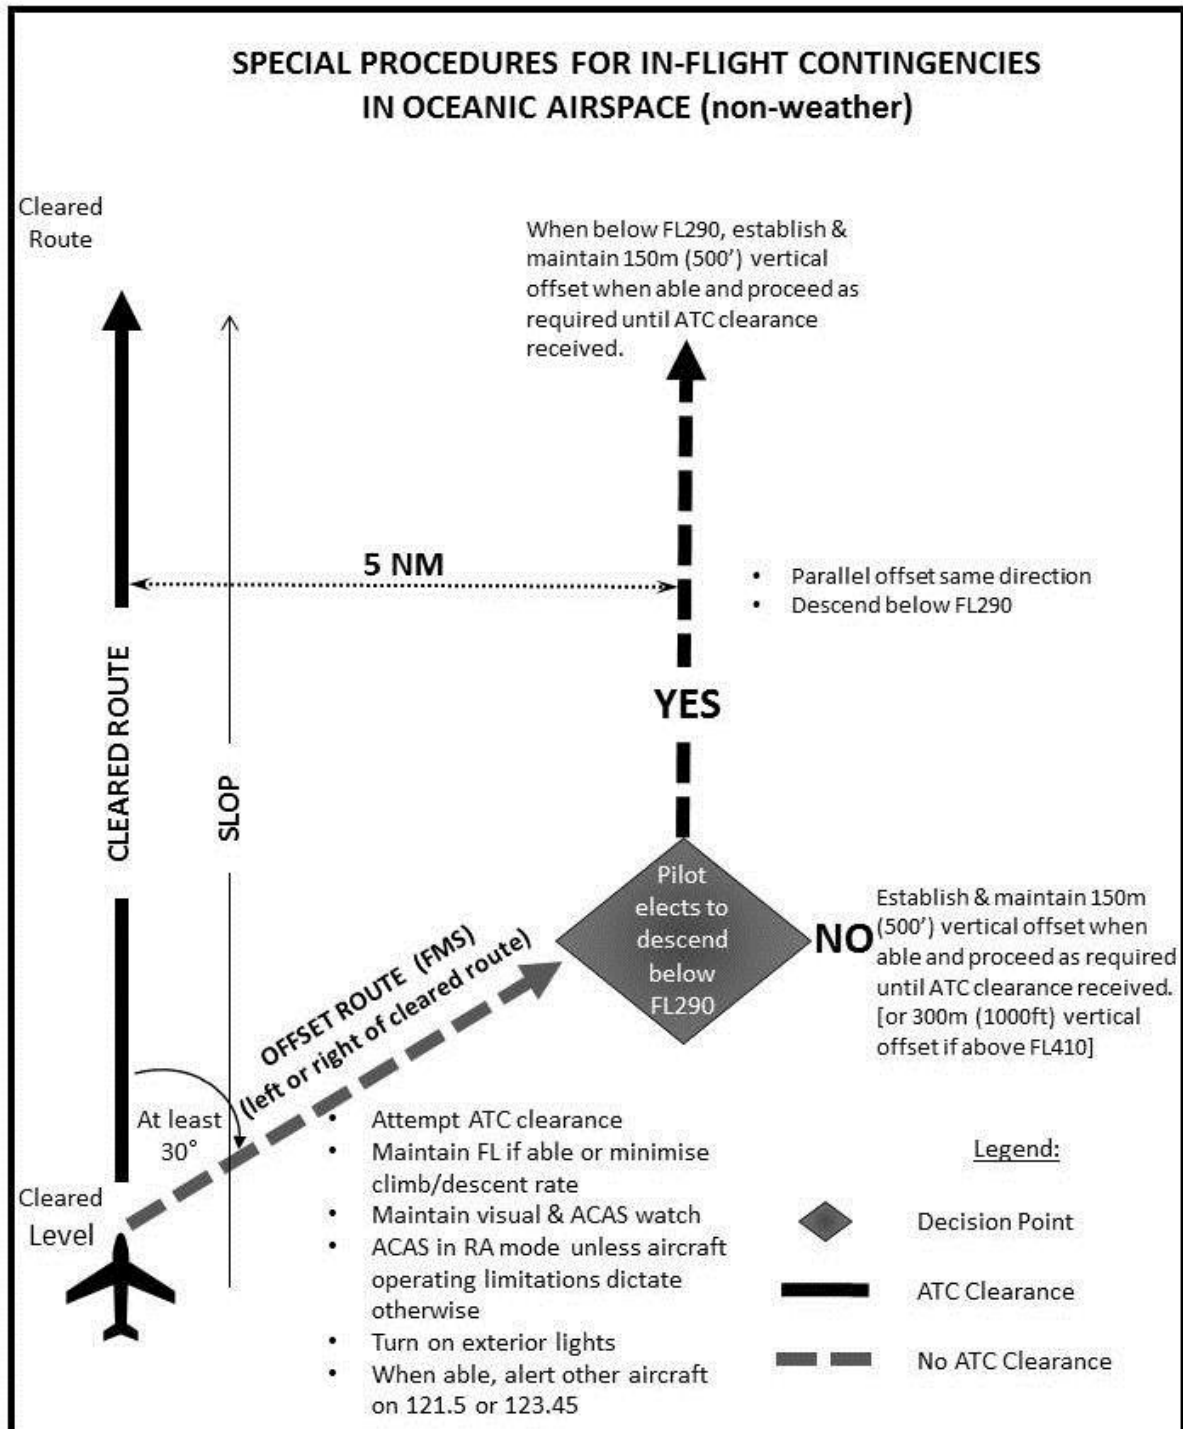 SPECIAL PROCEDURES FOR IN-FLIGHT CONTINGENCIES
IN OCEANIC AIRSPACE (non-weather)
Cleared
Route
When below FL290, establish &
maintain 150m (500’) vertical
offset when able and proceed as
required until ATC clearance
received.
5 NM
• Parallel offset same direction
• Descend below FL290
CLEARED ROUTE
SLOP
YES
Pilot
elects to
descend
below
FL290
NO
Establish & maintain 150m
(500’) vertical offset when
able and proceed as required
until ATC clearance received.
[or 300m (1000ft) vertical
offset if above FL410]
OFFSET ROUTE (FMS)
(left or right of cleared route)
At least
30°
Cleared
Level
• Attempt ATC clearance
• Maintain FL if able or minimise
climb/descent rate
• Maintain visual & ACAS watch
• ACAS in RA mode unless aircraft
operating limitations dictate
otherwise
• Turn on exterior lights
• When able, alert other aircraft
on 121.5 or 123.45
Legend:
Decision Point
ATC Clearance
No ATC Clearance